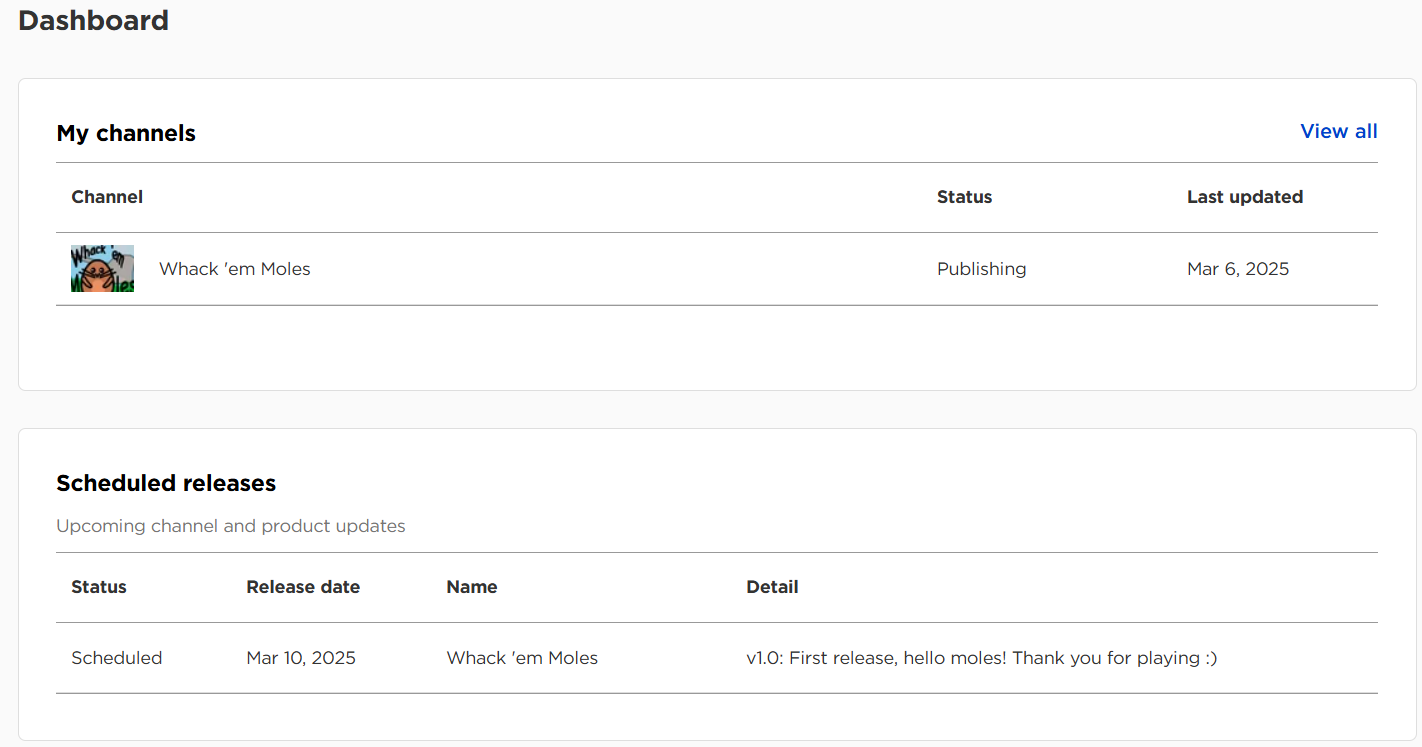 Dashboard
My channels
View all
Channel Status Last updated
Whack 'em
Whack 'em Moles Publishing Mar 6, 2025
Scheduled releases
Upcoming channel and product updates
Status Release date Name Detail
Scheduled Mar 10, 2025 Whack 'em Moles v1.0: First release, hello moles! Thank you for playing :)